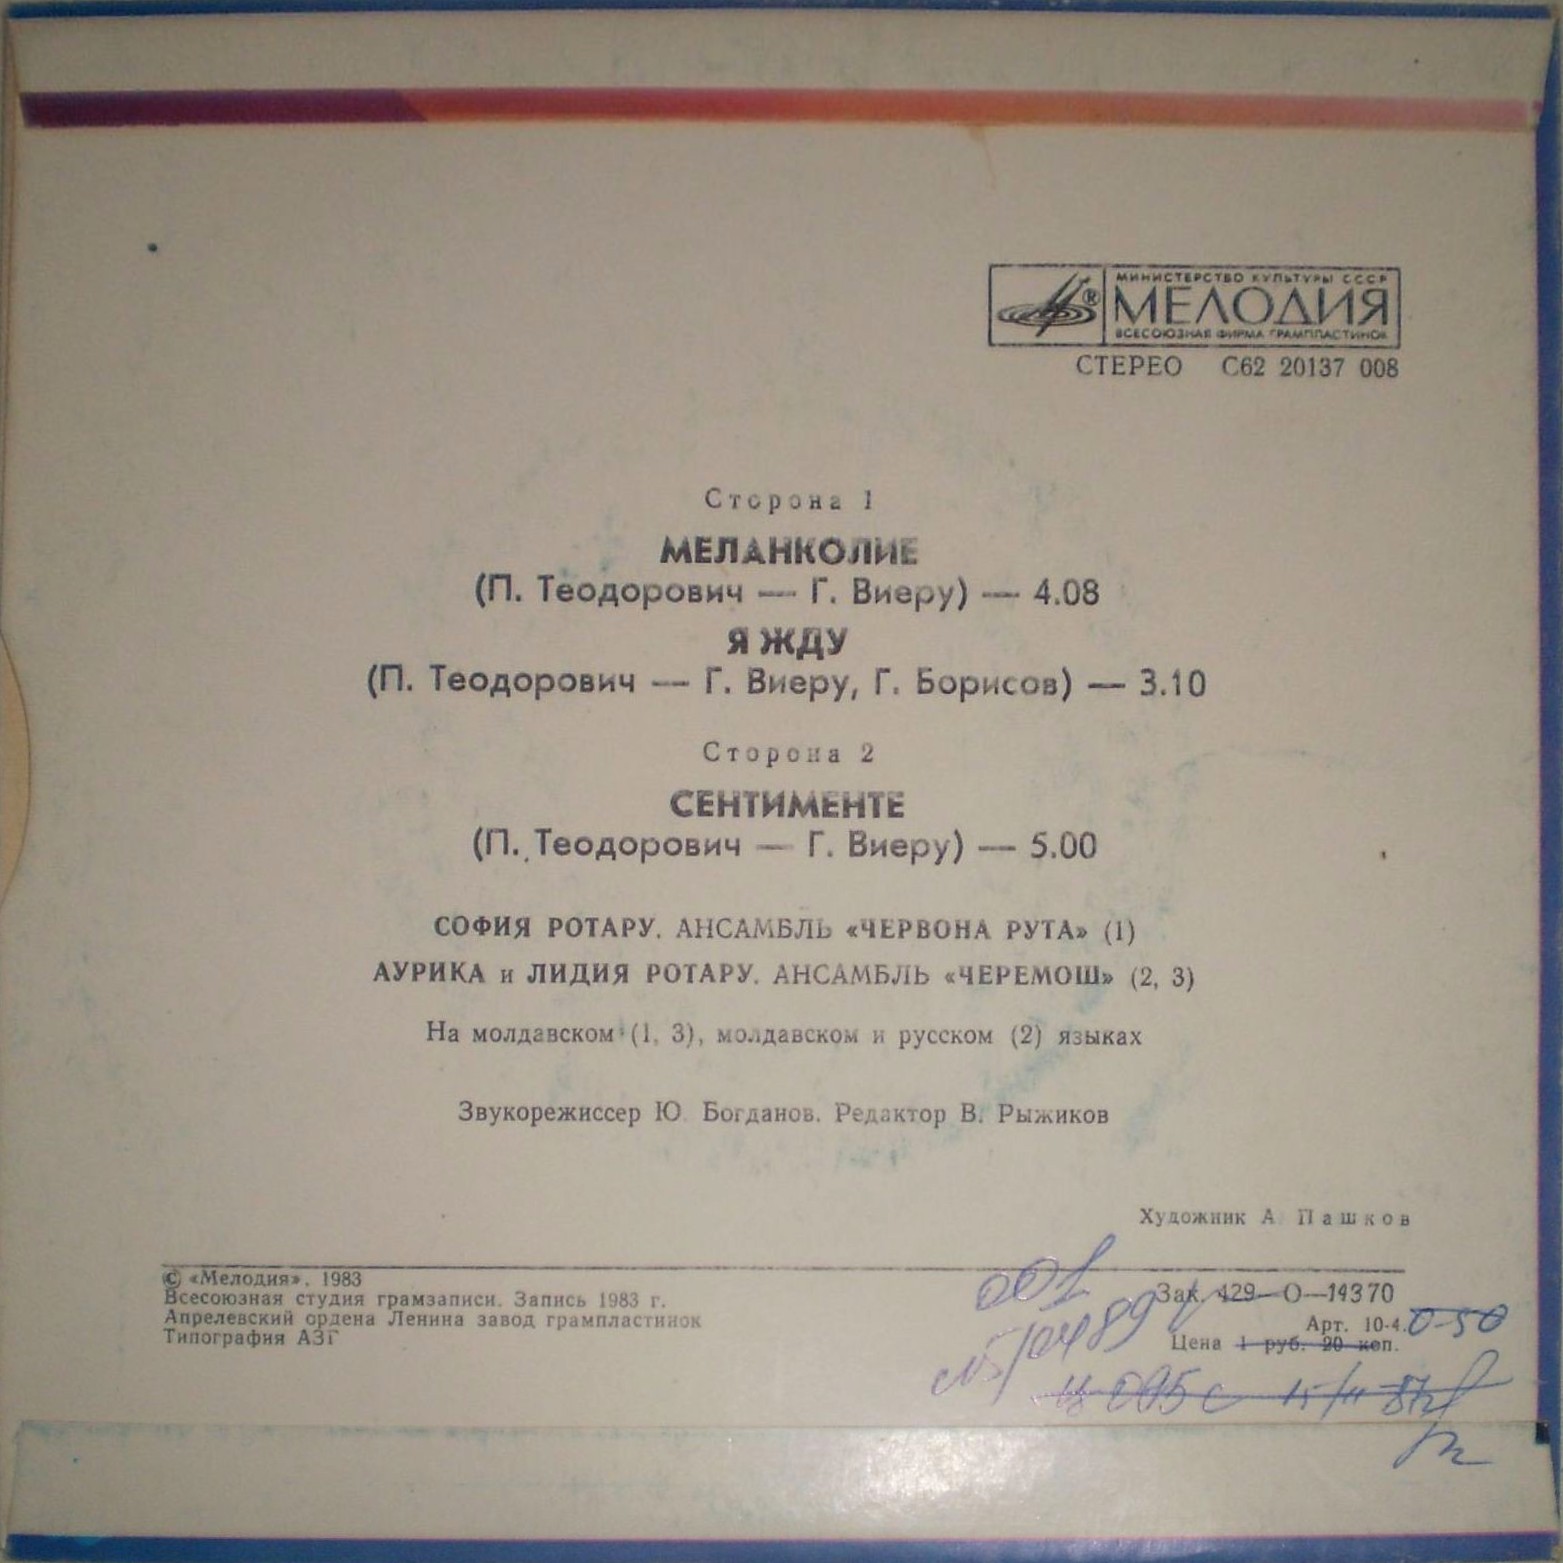 МИНИСТЕРСТВО КУЛЬТУРЫ СССР
МЕЛОДИЯ
ВСЕСОЮЗНАЯ ФИРМА ГРАМПЛАСТИНОК
СТЕРЕО С62 20137 008
Сторона 1
МЕЛАНКОЛИЕ
(П. Теодорович — Г. Виеру) — 4.08
Я ЖДУ
(П. Теодорович — Г. Виеру, Г. Борисов) — 3.10
Сторона 2
СЕНТИМЕНТЕ
(П. Теодорович — Г. Виеру) — 5.00
СОФИЯ РОТАРУ. АНСАМБЛЬ «ЧЕРВОНА РУТА» (1)
АУРИКА и ЛИДИЯ РОТАРУ. АНСАМБЛЬ «ЧЕРЕМОШ» (2, 3)
На молдавском (1, 3), молдавском и русском (2) языках
Звукорежиссер Ю. Богданов. Редактор В. Рыжиков
Художник А. Пашков
© «Мелодия», 1983
Всесоюзная студия грамзаписи. Запись 1983 г.
Апрелевский ордена Ленина завод грампластинок
Типография АЗГ
001
Зак. 429—О—14370
Арт. 10-4. 0-50
Цена 1 руб. 20 коп.